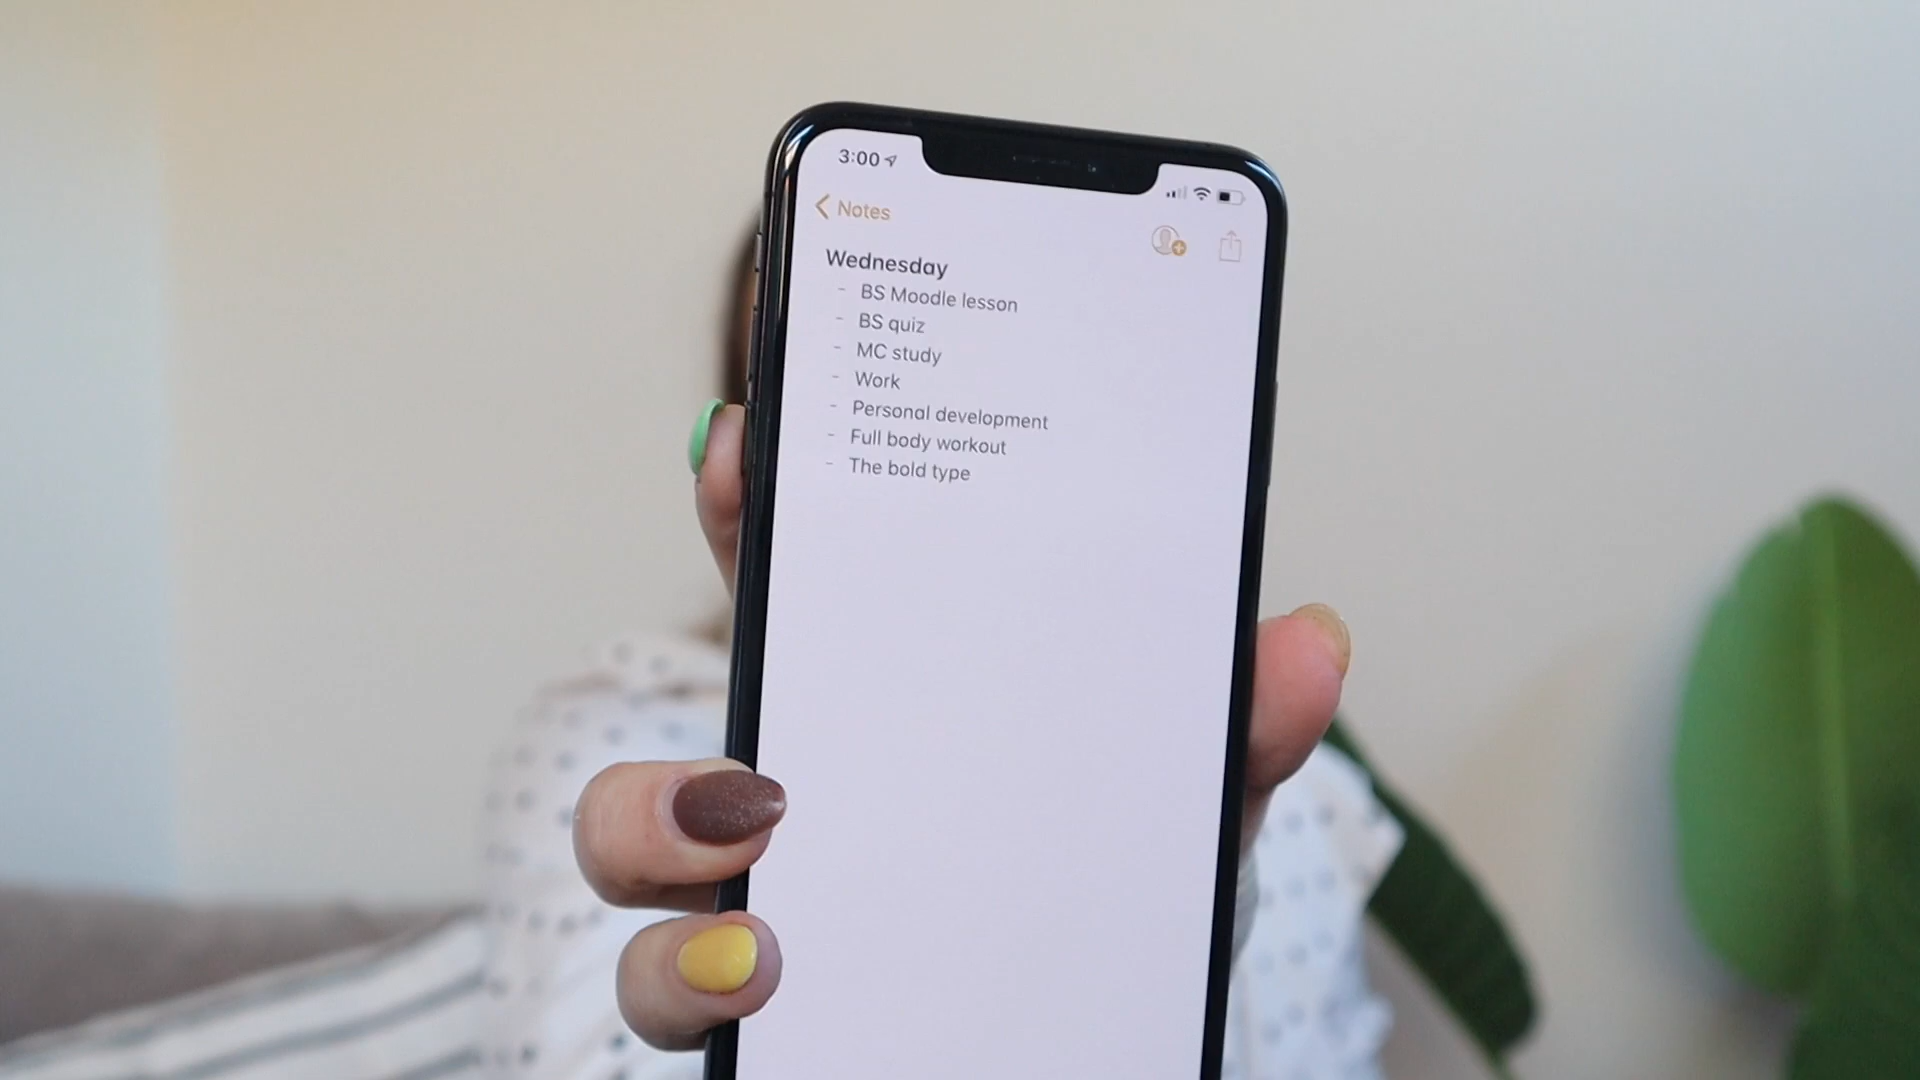 3:00
Notes
Wednesday
- BS Moodle lesson
- BS quiz
- MC study
- Work
- Personal development
- Full body workout
- The bold type